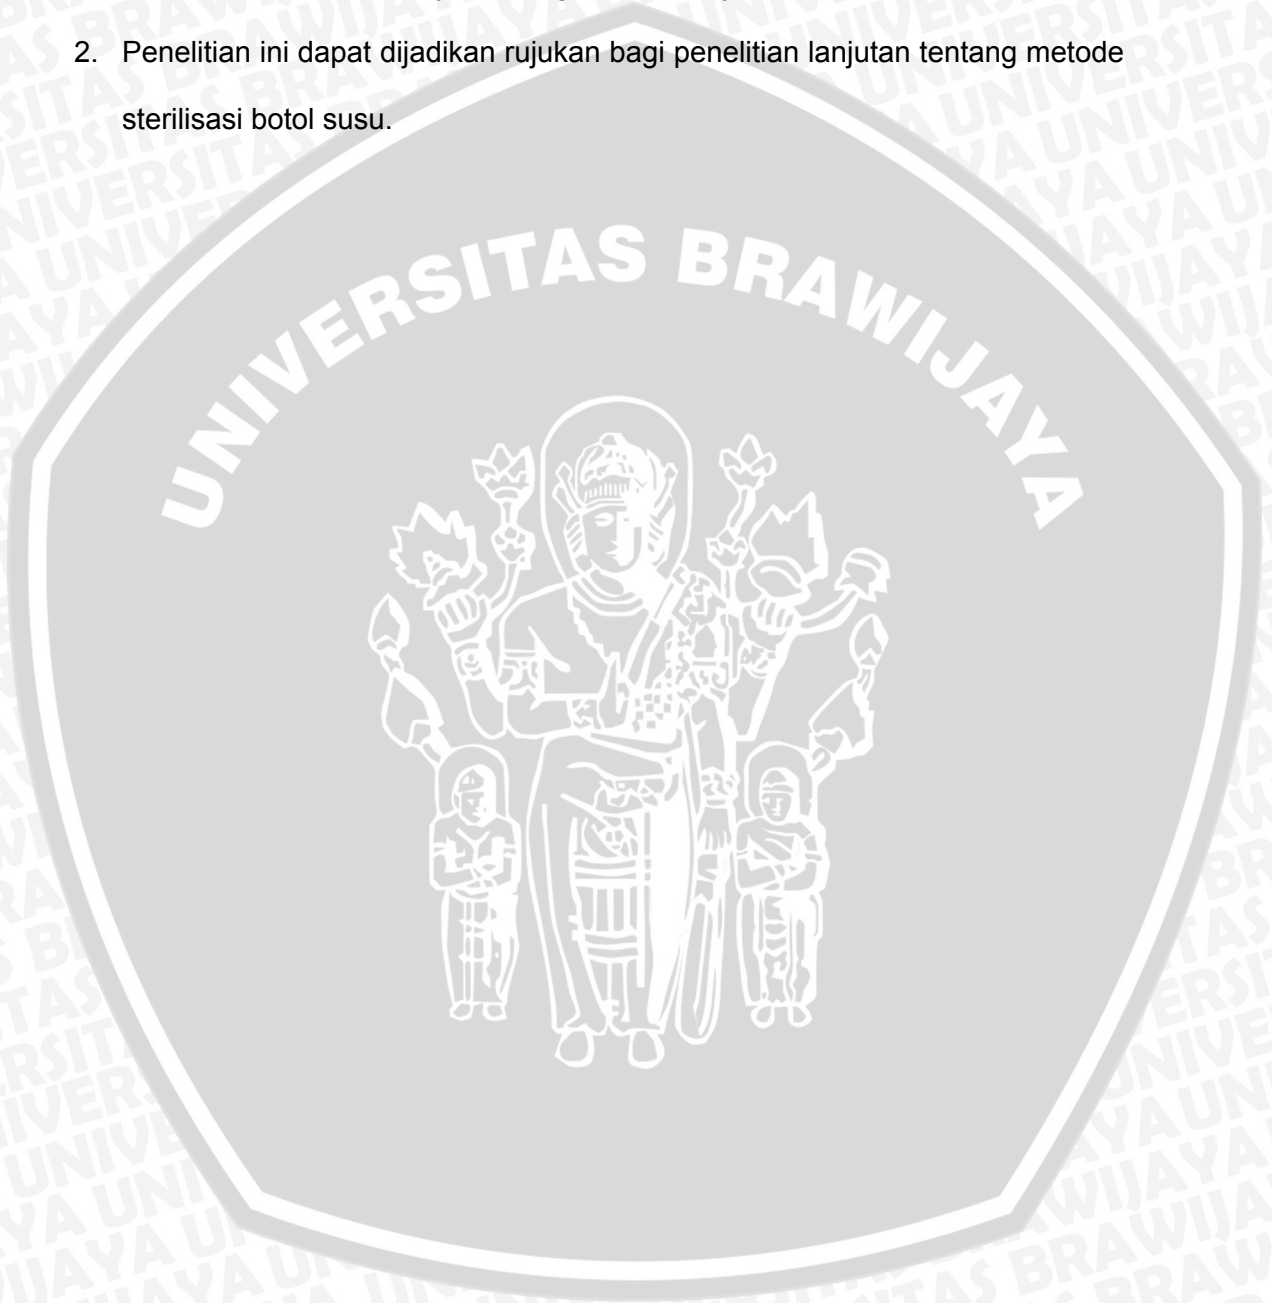 2. Penelitian ini dapat dijadikan rujukan bagi penelitian lanjutan tentang metode
sterilisasi botol susu.
UNIVERSITAS BRAWIJAYA